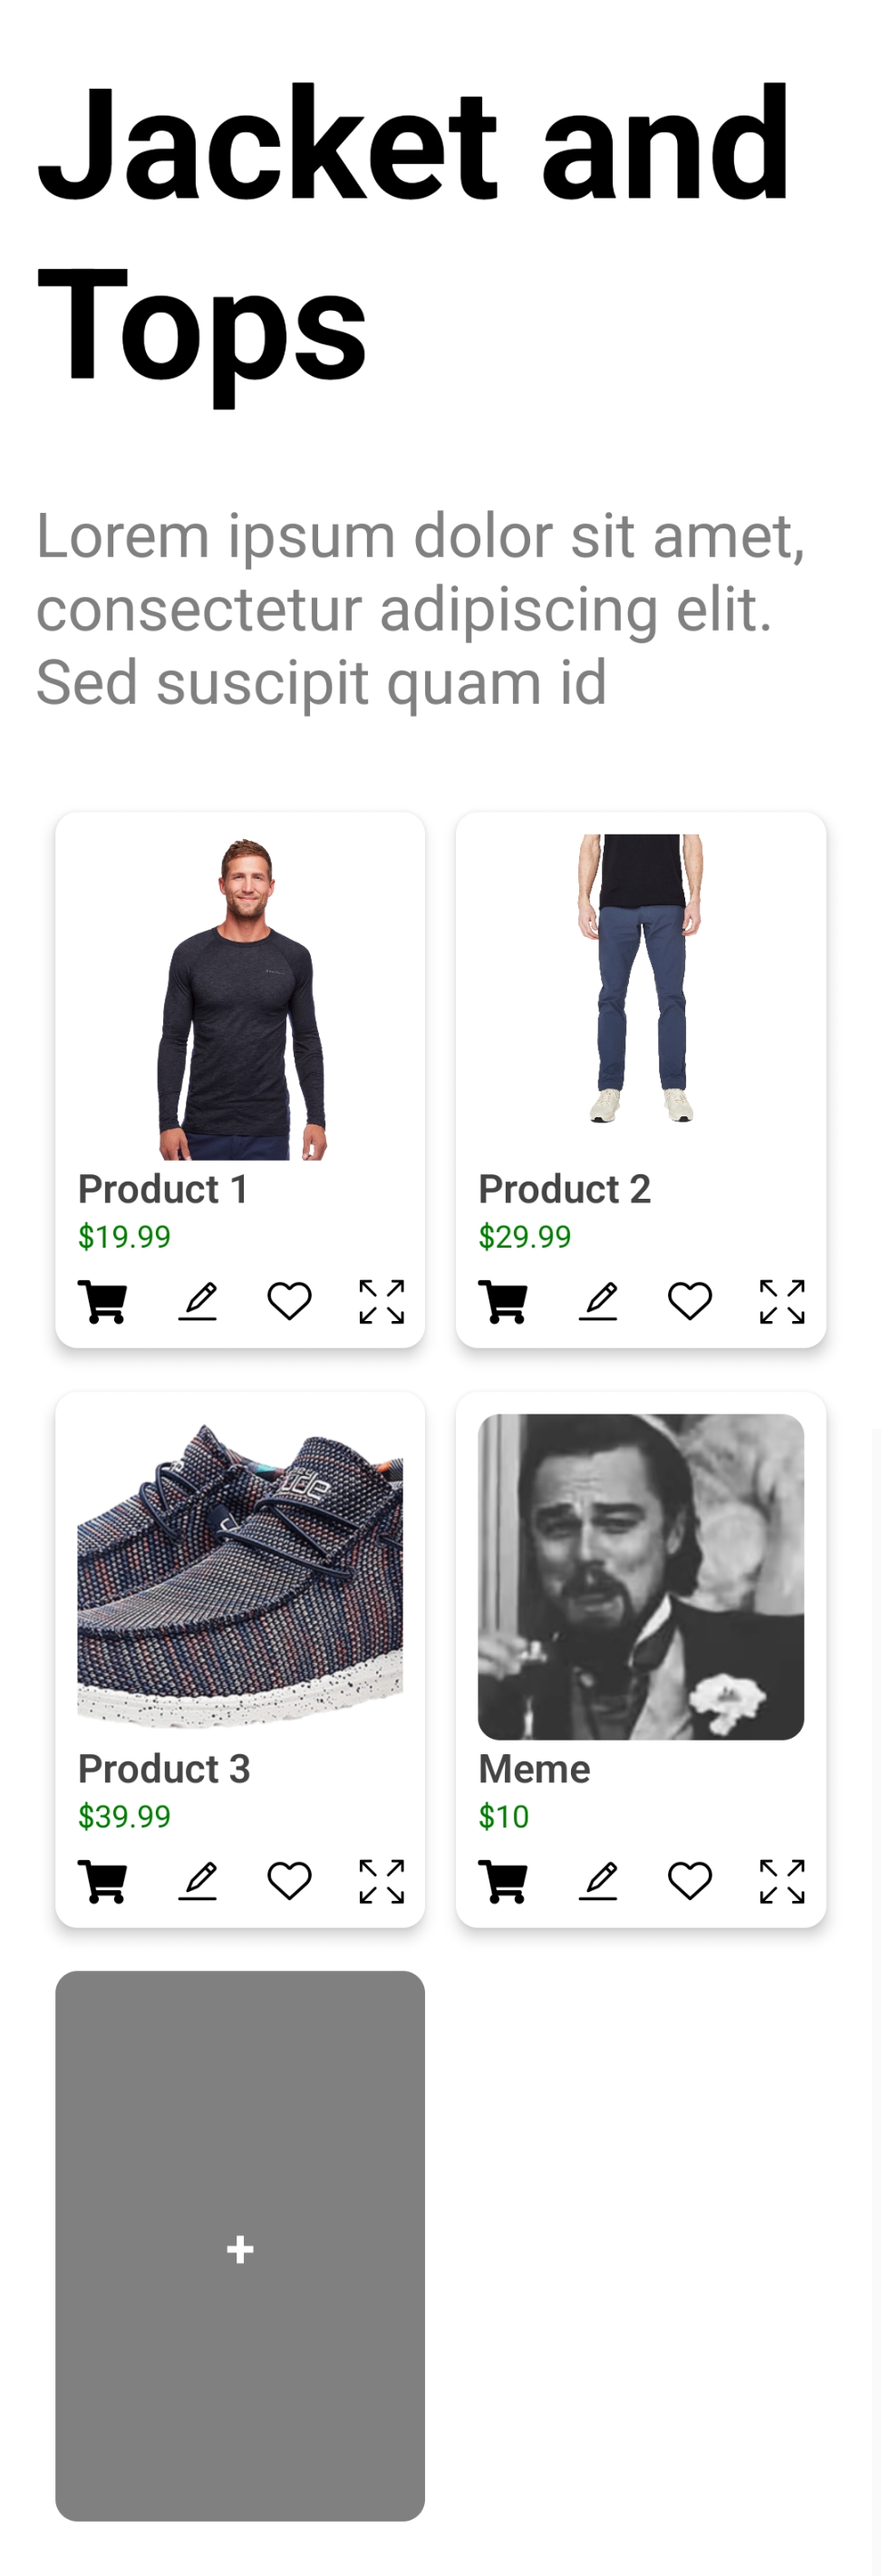 Jacket and
Tops
Lorem ipsum dolor sit amet,
consectetur adipiscing elit.
Sed suscipit quam id
Product 1
$19.99
Product 2
$29.99
Product 3
$39.99
Meme
$10
+